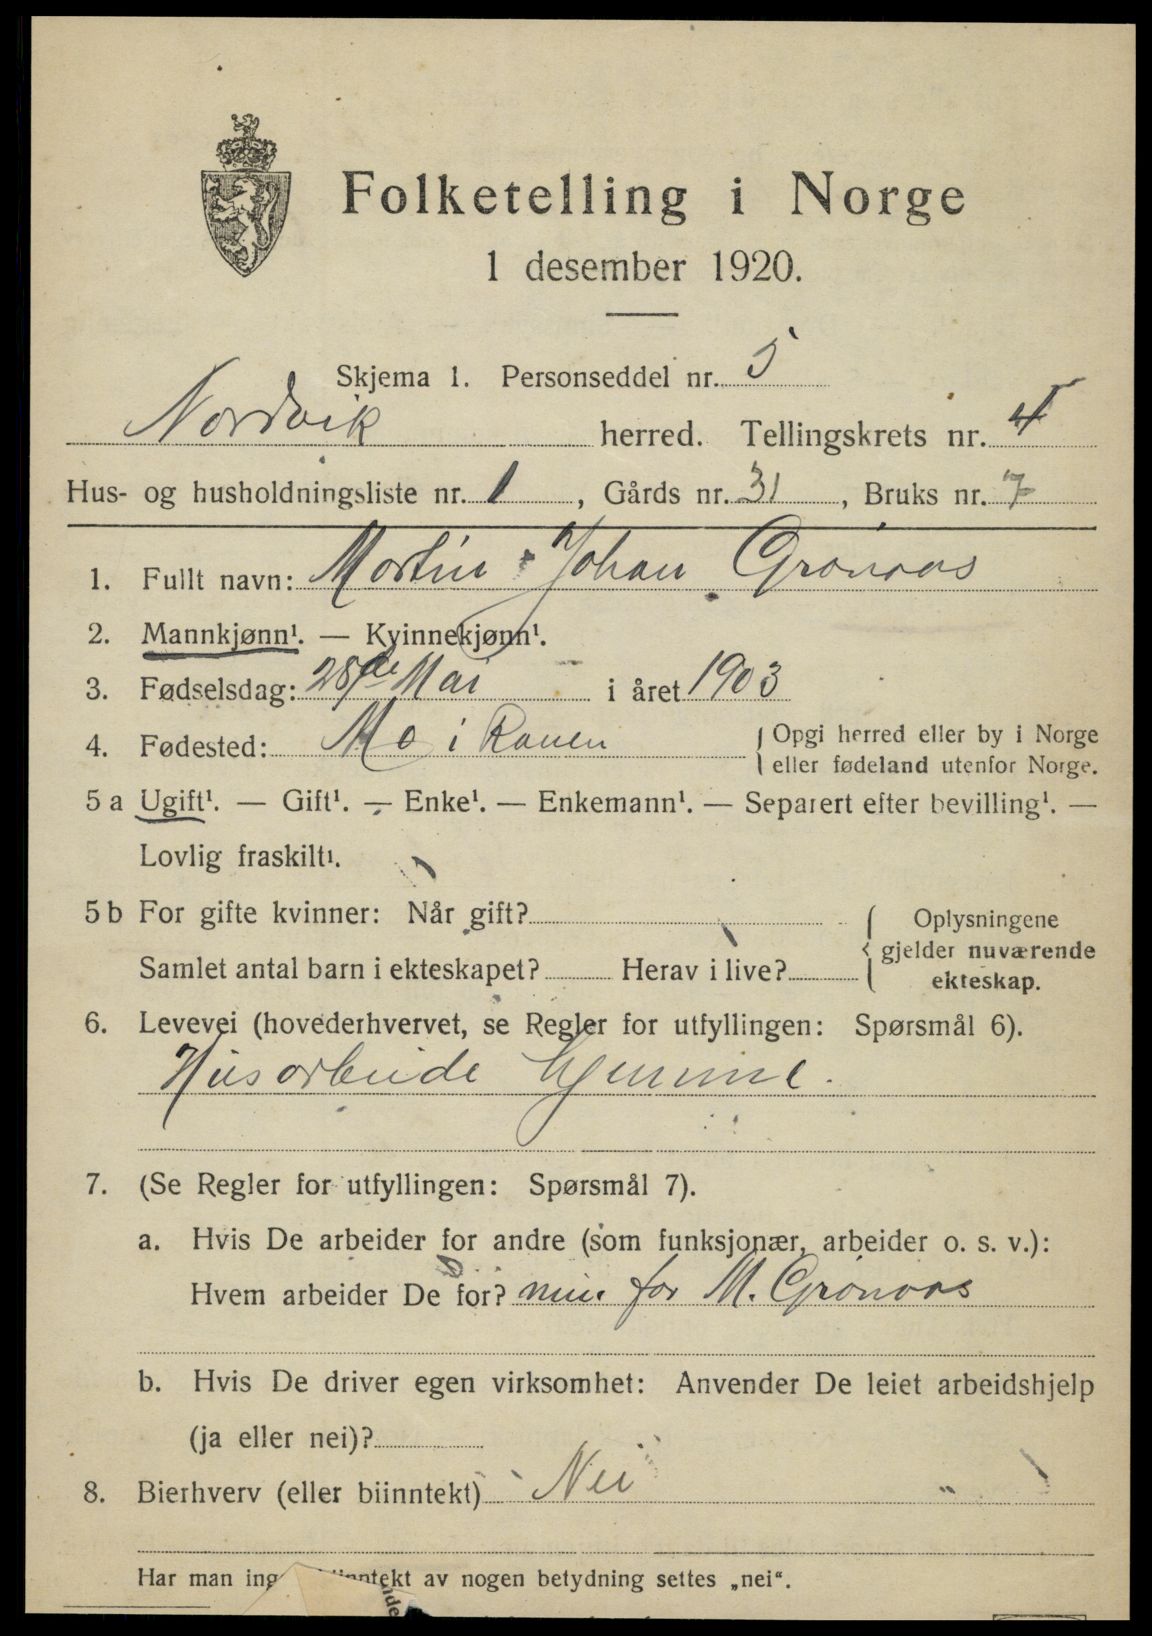 Folketelling i Norge
1 desember 1920.
Skjema 1. Personseddel nr. 5
Nordvik herred. Tellingskrets nr. 4
Hus- og husholdningsliste nr. 1, Gårds nr. 31, Bruks nr. 7
1. Fullt navn: Martin Johan Grønaas
2. Mannkjønn¹. — Kvinnekjønn¹.
3. Fødselsdag: 28de Mai i året 1903
4. Fødested: Mo i Ranen { Opgi herred eller by i Norge
eller fødeland utenfor Norge.
5 a Ugift¹. — Gift¹. — Enke¹. — Enkemann¹. — Separert efter bevilling¹. —
Lovlig fraskilt¹.
5 b For gifte kvinner: Når gift?
Samlet antal barn i ekteskapet? Herav i live?
{ Oplysningene
gjelder nuværende
ekteskap.
6. Levevei (hovederhvervet, se Regler for utfyllingen: Spørsmål 6).
Husarbeide hjemme.
7. (Se Regler for utfyllingen: Spørsmål 7).
a. Hvis De arbeider for andre (som funksjonær, arbeider o. s. v.):
Hvem arbeider De for? min far M. Grønaas
b. Hvis De driver egen virksomhet: Anvender De leiet arbeidshjelp
(ja eller nei)?
8. Bierhverv (eller biinntekt) Nei
Har man ing biinntekt av nogen betydning settes „nei“.